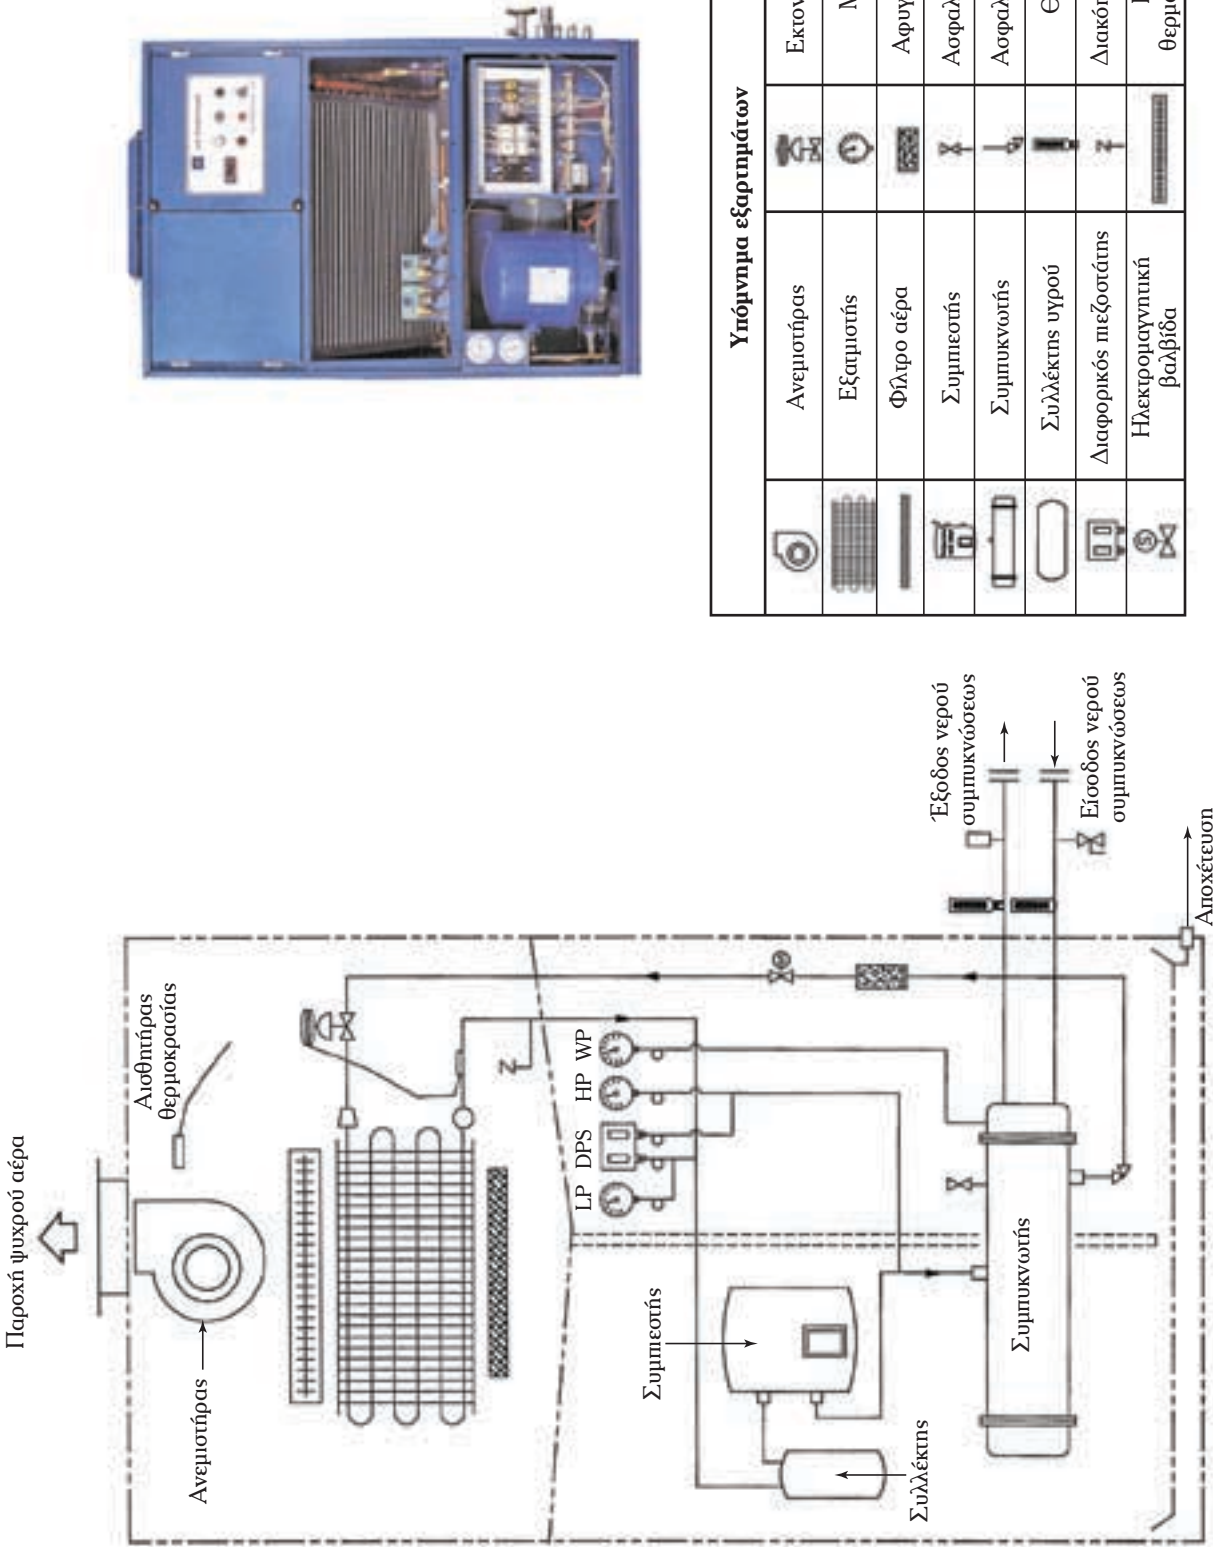 Παροχή ψυχρού αέρα
Αισθητήρας
θερμοκρασίας
Ανεμιστήρας
LP
DPS
HP
WP
Συμπιεστής
Συλλέκτης
Συμπυκνωτής
Έξοδος νερού
συμπυκνώσεως
Είσοδος νερού
συμπυκνώσεως
Αποχέτευση
Υπόμνημα εξαρτημάτων
Ανεμιστήρας
Εξατμιστής
Φίλτρο αέρα
Συμπιεστής
Συμπυκνωτής
Συλλέκτης υγρού
Διαφορικός πιεζοστάτης
Ηλεκτρομαγνητική
βαλβίδα